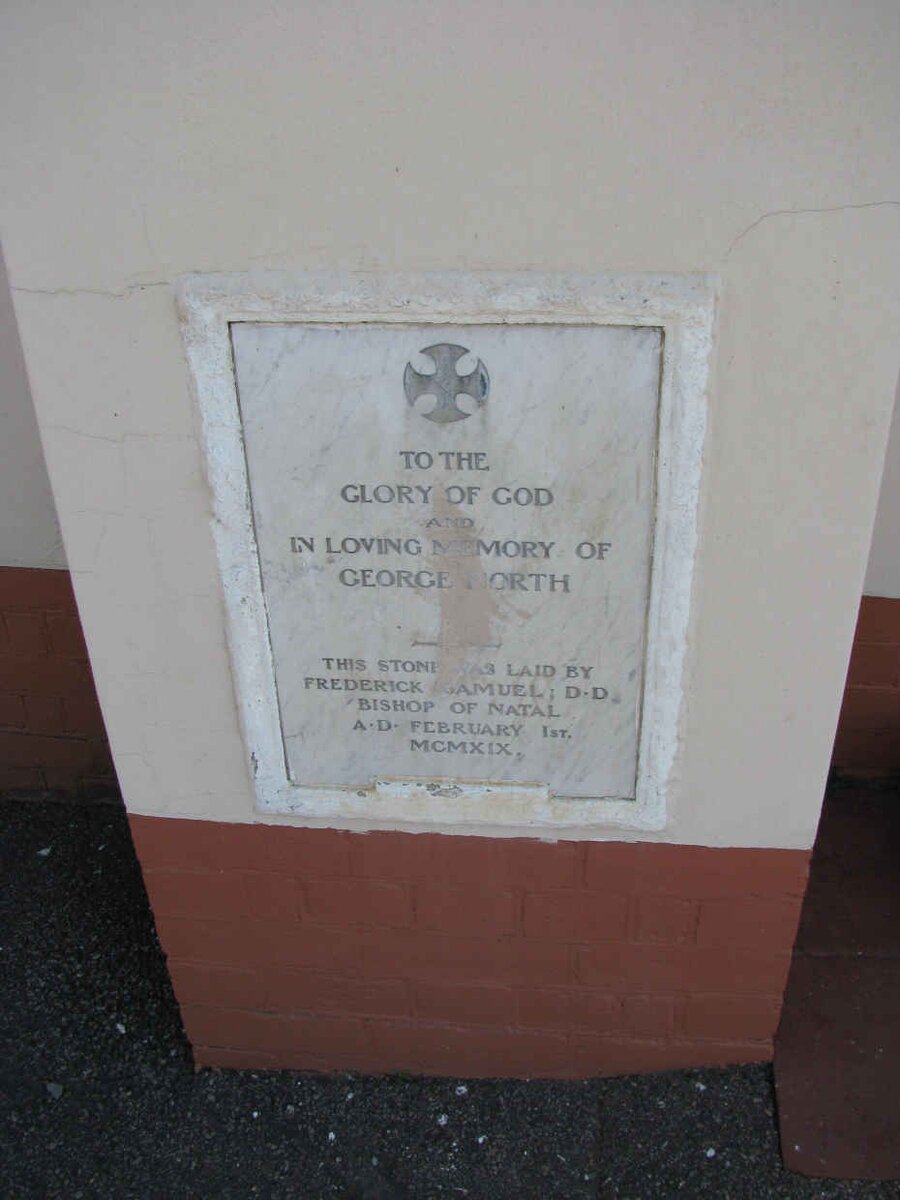 TO THE
GLORY OF GOD
AND
IN LOVING MEMORY OF
GEORGE NORTH
THIS STONE WAS LAID BY
FREDERICK SAMUEL; D·D
BISHOP OF NATAL
A·D· FEBRUARY 1ST.
MCMXIX.